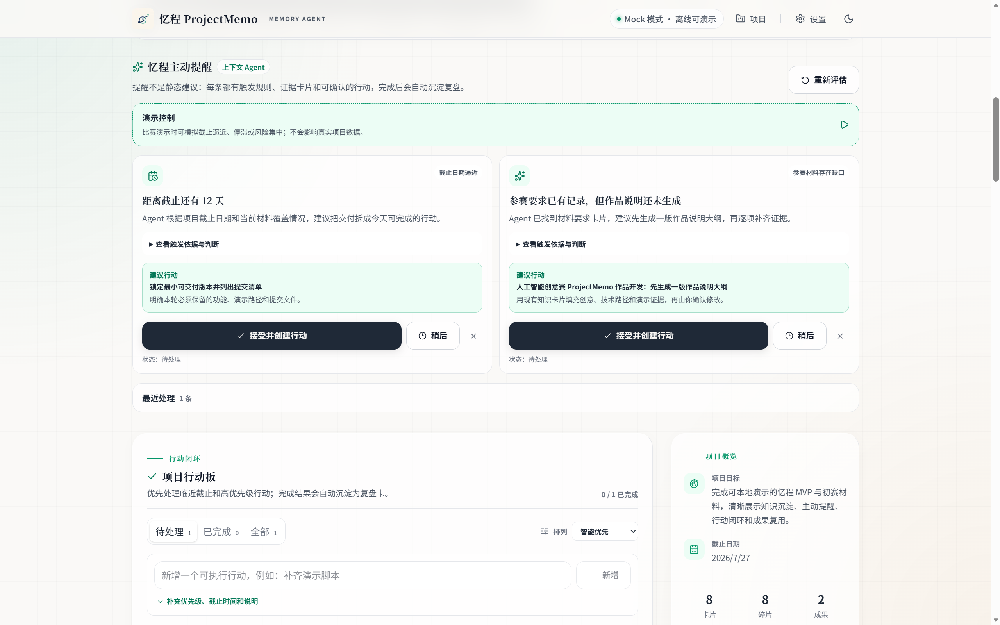 忆程 ProjectMemo
MEMORY AGENT
Mock 模式 · 离线可演示
项目
设置
忆程主动提醒
上下文 Agent
提醒不是静态建议：每条都有触发规则、证据卡片和可确认的行动，完成后会自动沉淀复盘。
重新评估
演示控制
比赛演示时可模拟截止逼近、停滞或风险集中；不会影响真实项目数据。
截止日期逼近
距离截止还有 12 天
Agent 根据项目截止日期和当前材料覆盖情况，建议把交付拆成今天可完成的行动。
查看触发依据与判断
建议行动
锁定最小可交付版本并列出提交清单
明确本轮必须保留的功能、演示路径和提交文件。
接受并创建行动
稍后
状态：待处理
参赛材料存在缺口
参赛要求已有记录，但作品说明还未生成
Agent 已找到材料要求卡片，建议先生成一版作品说明大纲，再逐项补齐证据。
查看触发依据与判断
建议行动
人工智能创意赛 ProjectMemo 作品开发：先生成一版作品说明大纲
用现有知识卡片填充创意、技术路径和演示证据，再由你确认修改。
接受并创建行动
稍后
状态：待处理
最近处理 1 条
行动闭环
项目行动板
优先处理临近截止和高优先级行动；完成结果会自动沉淀为复盘卡。
0 / 1 已完成
待处理 1
已完成 0
全部 1
排列
智能优先
新增一个可执行行动，例如：补齐演示脚本
新增
补充优先级、截止时间和说明
项目概览
项目目标
完成可本地演示的忆程 MVP 与初赛材
料，清晰展示知识沉淀、主动提醒、
行动闭环和成果复用。
截止日期
2026/7/27
8
卡片
8
碎片
2
成果